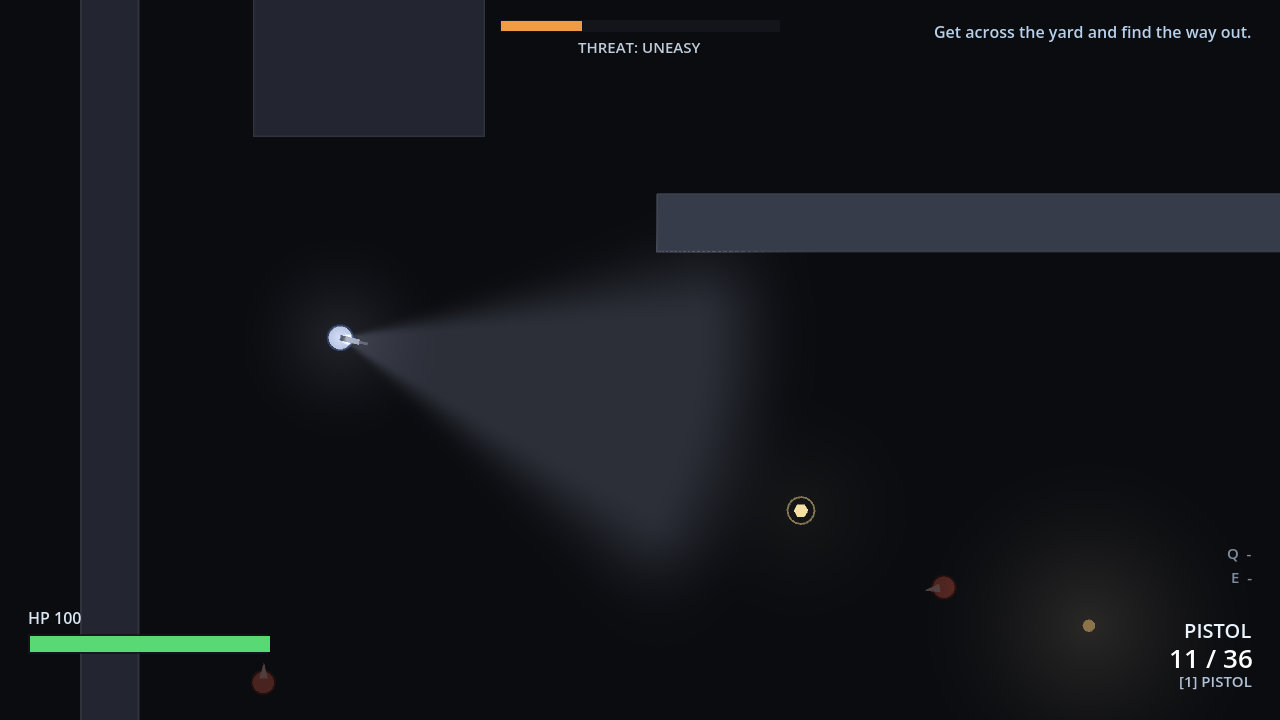 THREAT: UNEASY
Get across the yard and find the way out.
HP 100
Q -
E -
PISTOL
11 / 36
[1] PISTOL